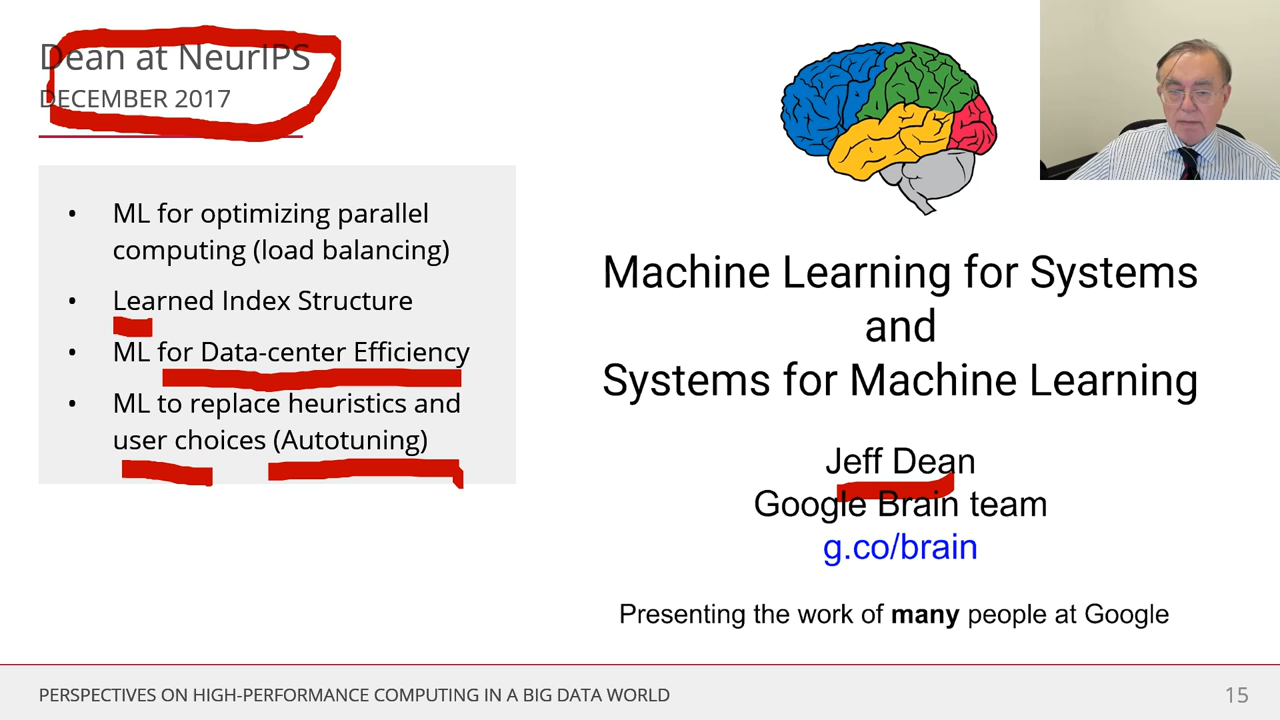 Dean at NeurIPS
DECEMBER 2017
• ML for optimizing parallel
computing (load balancing)
• Learned Index Structure
• ML for Data-center Efficiency
• ML to replace heuristics and
user choices (Autotuning)
Machine Learning for Systems
and
Systems for Machine Learning
Jeff Dean
Google Brain team
g.co/brain
Presenting the work of many people at Google
PERSPECTIVES ON HIGH-PERFORMANCE COMPUTING IN A BIG DATA WORLD
15